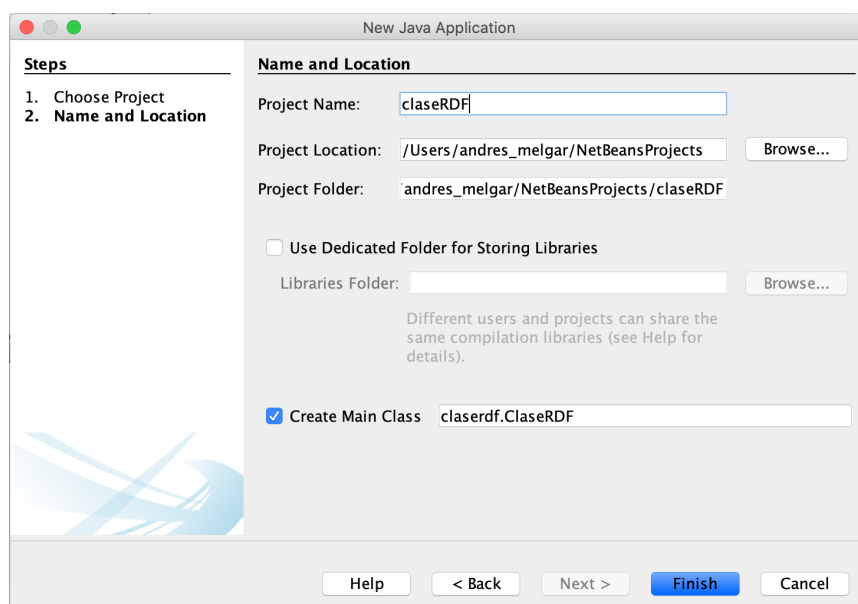 New Java Application
Steps
1. Choose Project
2. Name and Location
Name and Location
Project Name: claseRDF
Project Location: /Users/andres_melgar/NetBeansProjects Browse...
Project Folder: andres_melgar/NetBeansProjects/claseRDF
Use Dedicated Folder for Storing Libraries
Libraries Folder: Browse...
Different users and projects can share the
same compilation libraries (see Help for
details).
Create Main Class claserdf.ClaseRDF
Help < Back Next > Finish Cancel